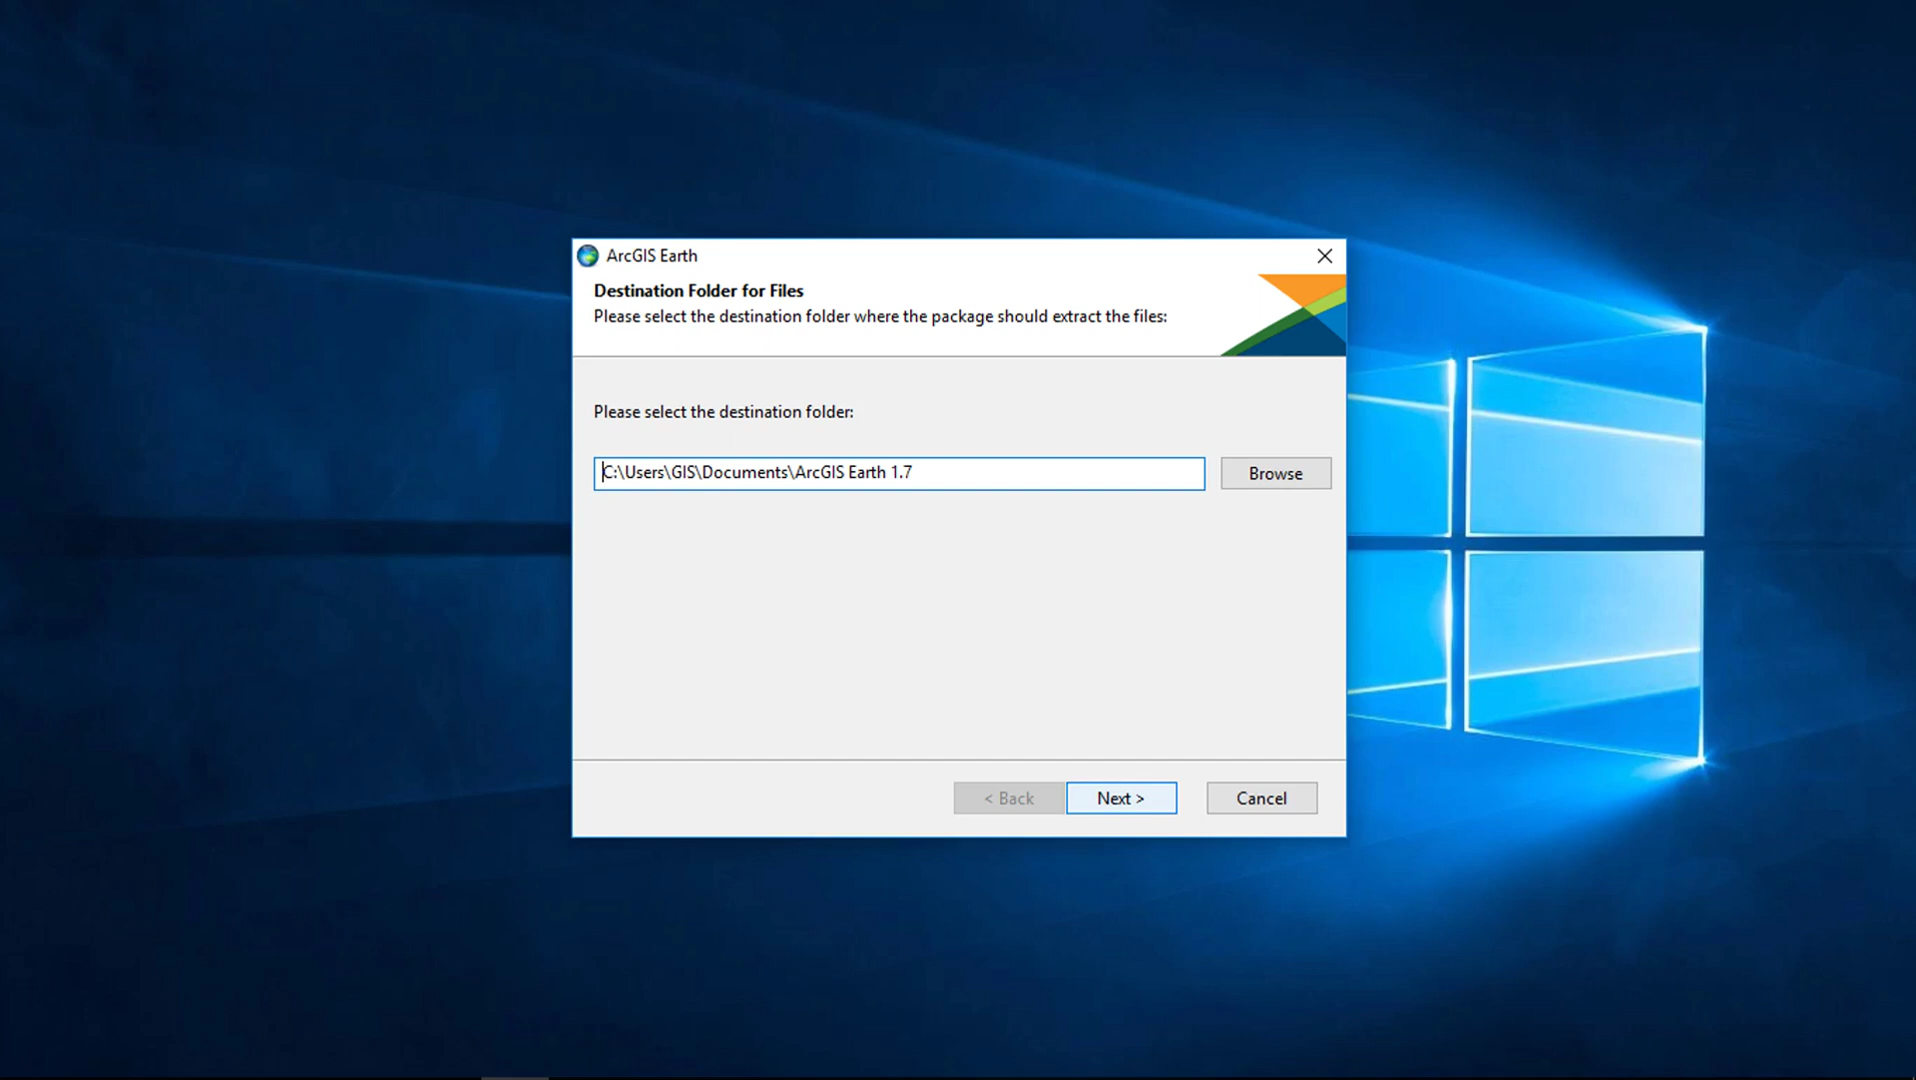 ArcGIS Earth
Destination Folder for Files
Please select the destination folder where the package should extract the files:
Please select the destination folder:
C:\Users\GIS\Documents\ArcGIS Earth 1.7
Browse
< Back
Next >
Cancel